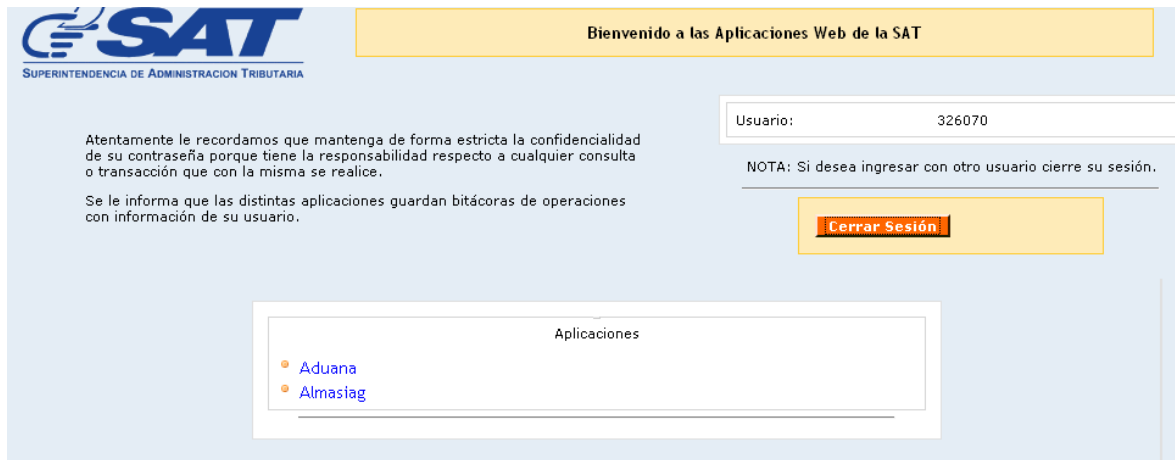 SAT
SUPERINTENDENCIA DE ADMINISTRACION TRIBUTARIA
Bienvenido a las Aplicaciones Web de la SAT
Atentamente le recordamos que mantenga de forma estricta la confidencialidad
de su contraseña porque tiene la responsabilidad respecto a cualquier consulta
o transacción que con la misma se realice.
Se le informa que las distintas aplicaciones guardan bitácoras de operaciones
con información de su usuario.
Usuario: 326070
NOTA: Si desea ingresar con otro usuario cierre su sesión.
Cerrar Sesión
Aplicaciones
Aduana
Almasiag